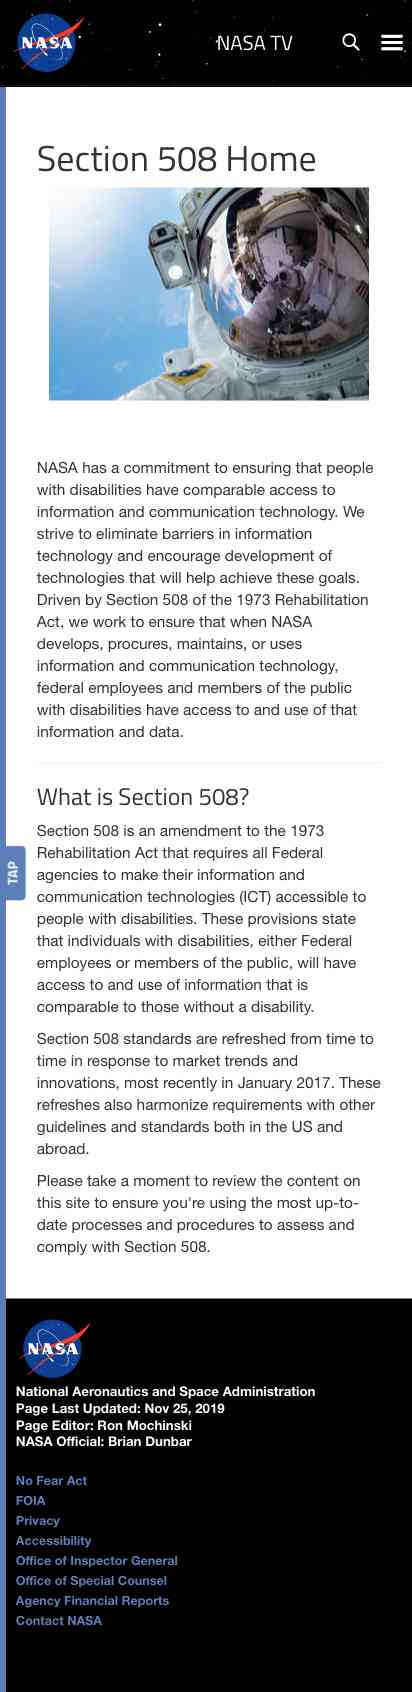 NASA
NASA TV
Section 508 Home
NASA has a commitment to ensuring that people
with disabilities have comparable access to
information and communication technology. We
strive to eliminate barriers in information
technology and encourage development of
technologies that will help achieve these goals.
Driven by Section 508 of the 1973 Rehabilitation
Act, we work to ensure that when NASA
develops, procures, maintains, or uses
information and communication technology,
federal employees and members of the public
with disabilities have access to and use of that
information and data.
What is Section 508?
Section 508 is an amendment to the 1973
Rehabilitation Act that requires all Federal
agencies to make their information and
communication technologies (ICT) accessible to
people with disabilities. These provisions state
that individuals with disabilities, either Federal
employees or members of the public, will have
access to and use of information that is
comparable to those without a disability.
TAP
Section 508 standards are refreshed from time to
time in response to market trends and
innovations, most recently in January 2017. These
refreshes also harmonize requirements with other
guidelines and standards both in the US and
abroad.
Please take a moment to review the content on
this site to ensure you're using the most up-to-
date processes and procedures to assess and
comply with Section 508.
NASA
National Aeronautics and Space Administration
Page Last Updated: Nov 25, 2019
Page Editor: Ron Mochinski
NASA Official: Brian Dunbar
No Fear Act
FOIA
Privacy
Accessibility
Office of Inspector General
Office of Special Counsel
Agency Financial Reports
Contact NASA